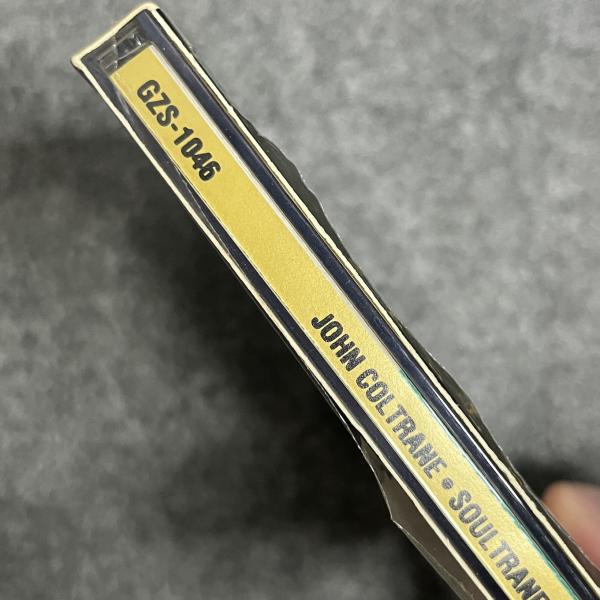 GZS-1046
JOHN COLTRANE • SOULTRANE